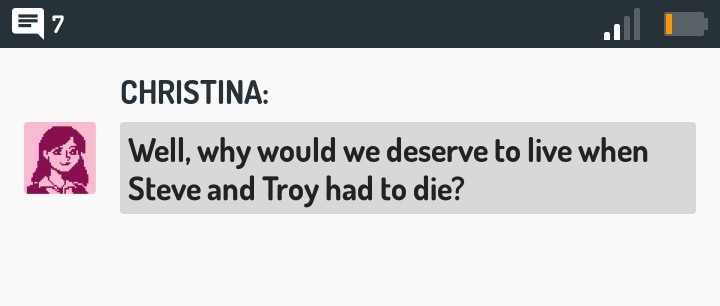 7
CHRISTINA:
Well, why would we deserve to live when
Steve and Troy had to die?